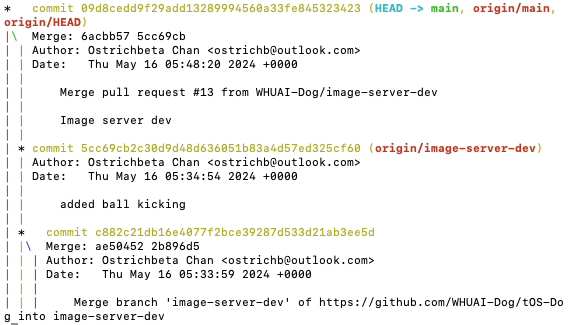 *   commit 09d8cedd9f29add13289994560a33fe845323423 (HEAD -> main, origin/main,
origin/HEAD)
|\  Merge: 6acbb57 5cc69cb
| | Author: Ostrichbeta Chan <ostrichb@outlook.com>
| | Date:   Thu May 16 05:48:20 2024 +0000
| |
| |     Merge pull request #13 from WHUAI-Dog/image-server-dev
| |
| |     Image server dev
| |
| * commit 5cc69cb2c30d9d48d636051b83a4d57ed325cf60 (origin/image-server-dev)
| | Author: Ostrichbeta Chan <ostrichb@outlook.com>
| | Date:   Thu May 16 05:34:54 2024 +0000
| |
| |     added ball kicking
| |
| *   commit c882c21db16e4077f2bce39287d533d21ab3ee5d
| |\  Merge: ae50452 2b896d5
| | | Author: Ostrichbeta Chan <ostrichb@outlook.com>
| | | Date:   Thu May 16 05:33:59 2024 +0000
| | |
| | |     Merge branch 'image-server-dev' of https://github.com/WHUAI-Dog/tOS-Do
g into image-server-dev